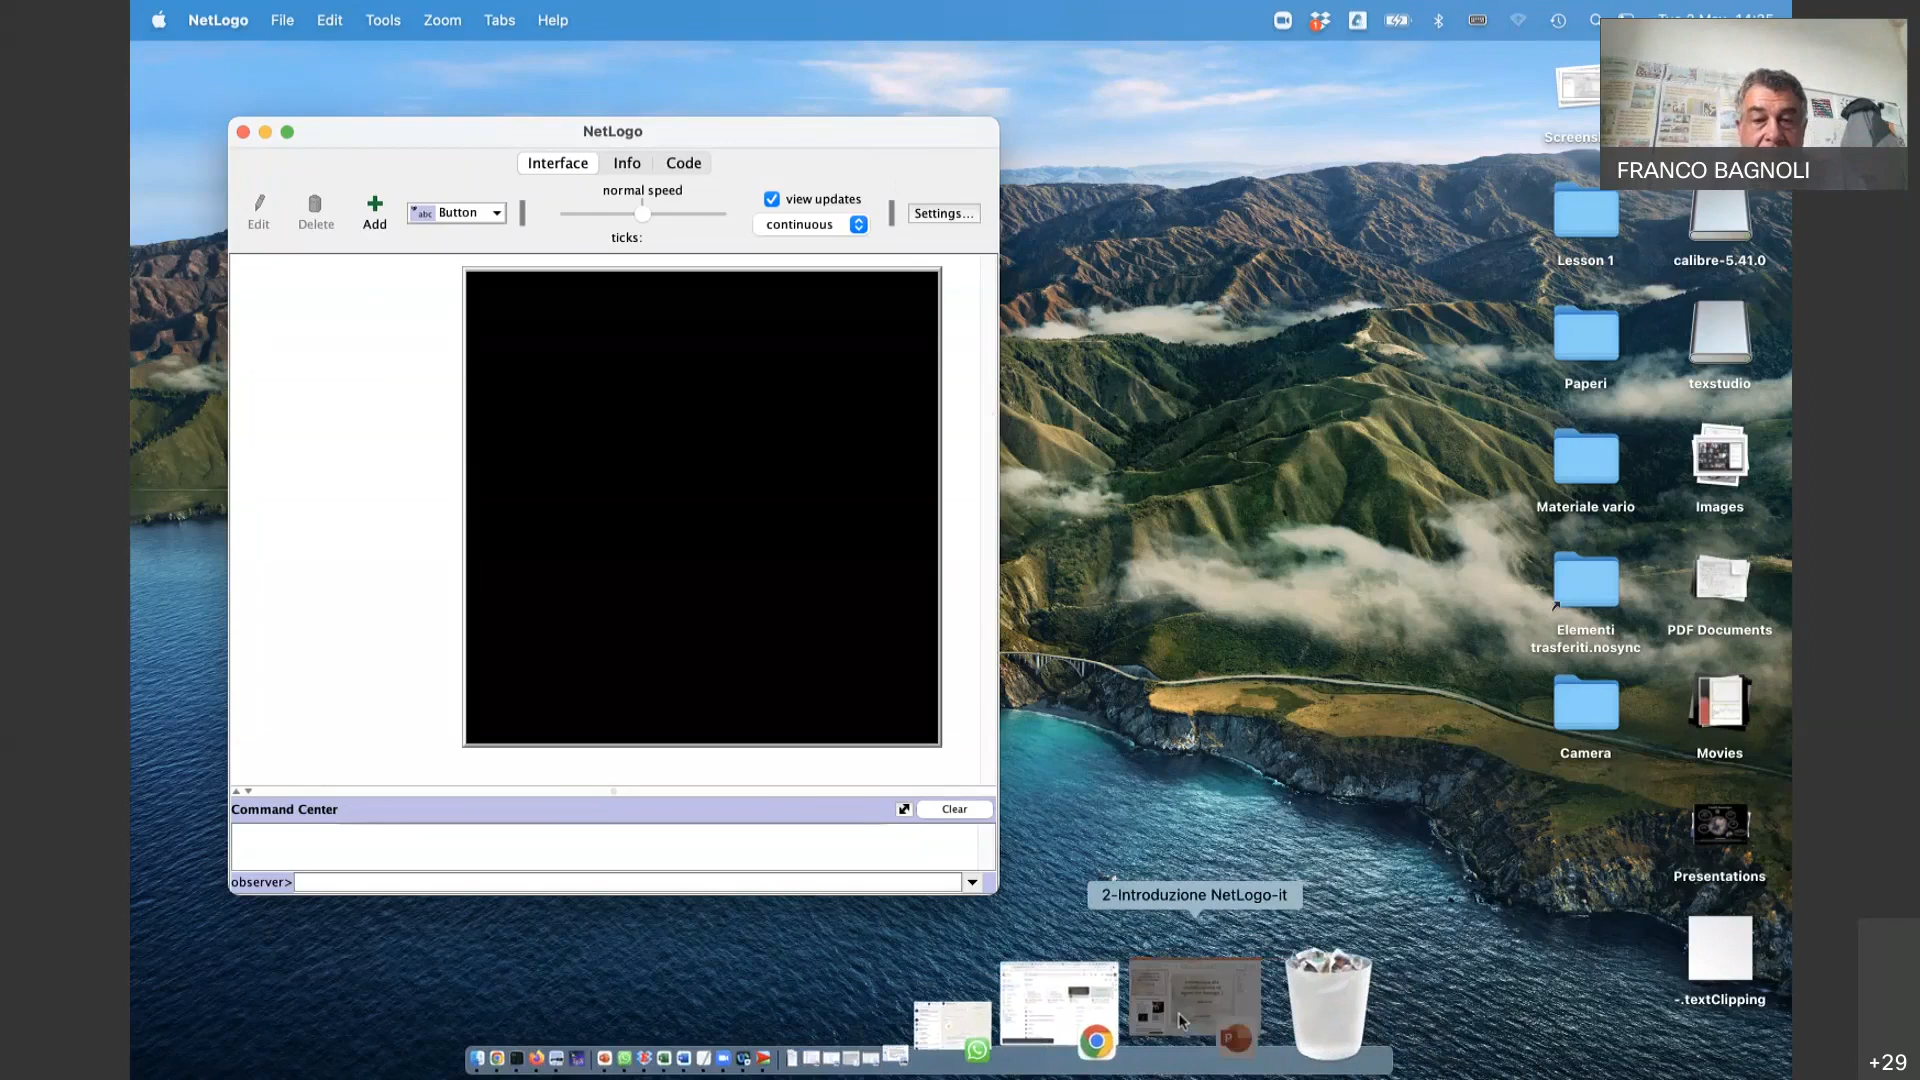 NetLogo File Edit Tools Zoom Tabs Help
NetLogo
Interface Info Code
normal speed
view updates
Edit Delete Add abc Button continuous Settings...
ticks:
Command Center Clear
observer>
FRANCO BAGNOLI
Lesson 1 calibre-5.41.0
Paperi texstudio
Materiale vario Images
Elementi
trasferiti.nosync
PDF Documents
Camera Movies
Presentations
-.textClipping
2-Introduzione NetLogo-it
+29